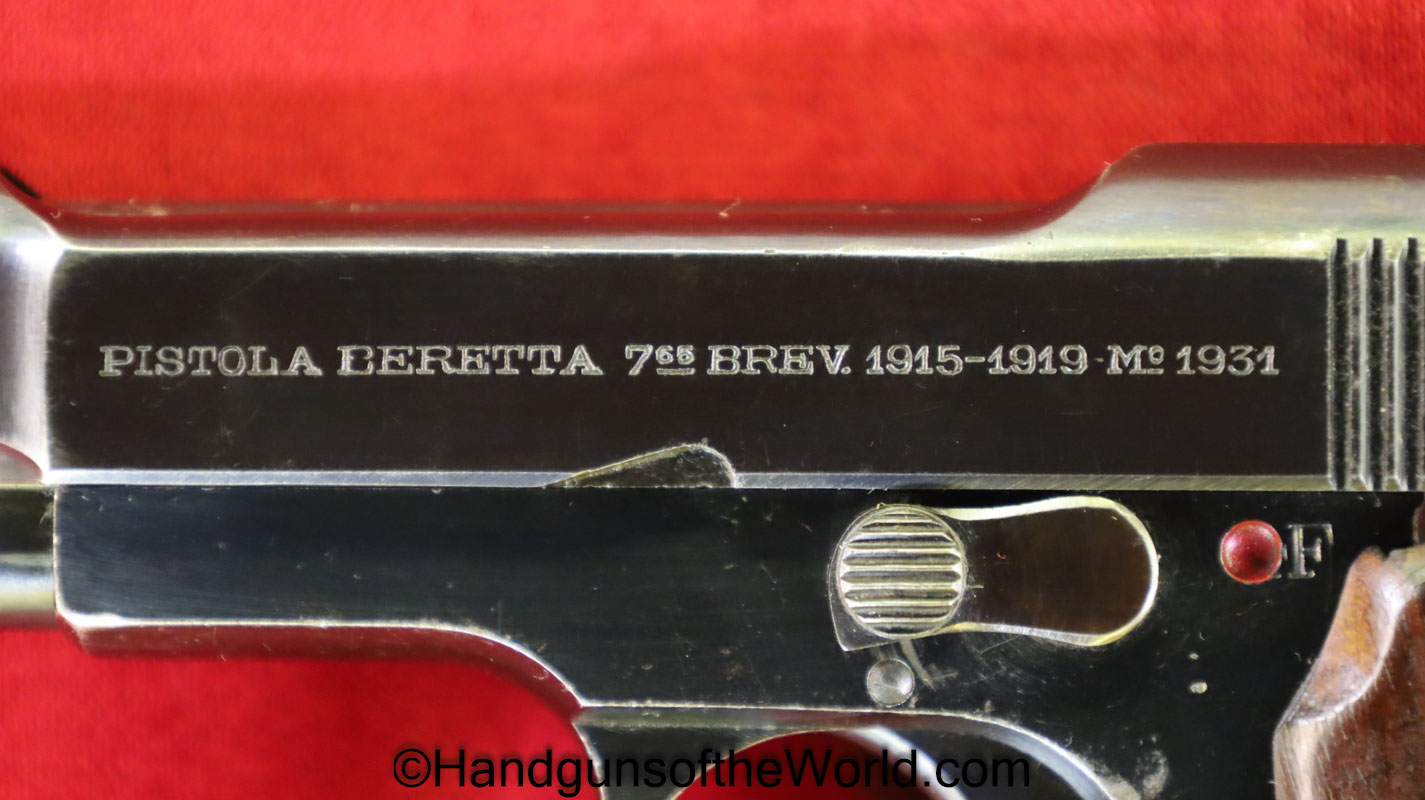 PISTOLA BERETTA 7⁶⁵ BREV. 1915-1919-Mº 1931
F
©HandgunsoftheWorld.com